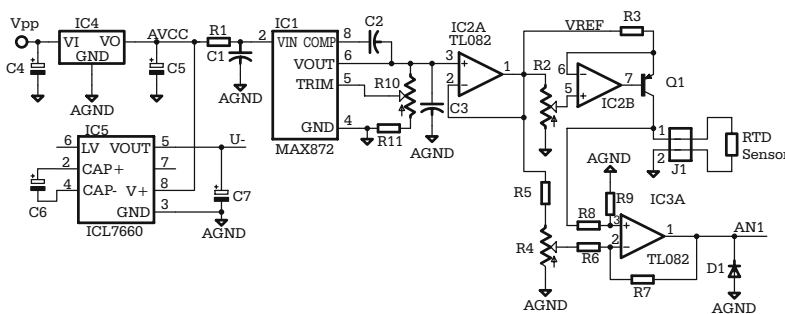 Vpp
IC4
VI VO
GND
AVCC
R1
C1
C4
C5
AGND
AGND
IC1
2 VIN COMP 8
VOUT 6
TRIM 5
GND 4
MAX872
C2
R10
R11
C3
AGND
IC2A
TL082
3
2
1
VREF
R3
R2
6
5
7
IC2B
Q1
AGND
1
2
J1
RTD
Sensor
IC5
6 LV VOUT 5
2 CAP+ 7
4 CAP- V+ 8
GND 3
ICL7660
U-
C6
C7
AGND
R5
R4
AGND
AGND
R9
R8
R6
IC3A
3
2
1
TL082
R7
AN1
D1
AGND